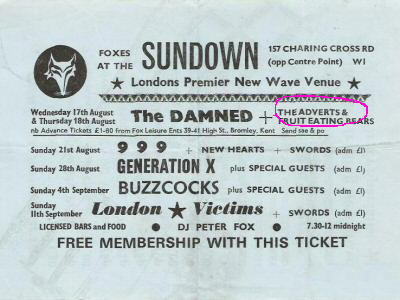 FOXES
AT THE
SUNDOWN
157 CHARING CROSS RD
(opp Centre Point) W1
★ Londons Premier New Wave Venue ★
Wednesday 17th August
& Thursday 18th August
The DAMNED +
THE ADVERTS &
FRUIT EATING BEARS
nb Advance Tickets £1-60 from Fox Leisure Ents 39-41 High St., Bromley, Kent Send sae & po
Sunday 21st August 999 + NEW HEARTS + SWORDS (adm £1)
Sunday 28th August GENERATION X plus SPECIAL GUESTS (adm £1)
Sunday 4th September BUZZCOCKS plus SPECIAL GUESTS (adm £1)
Sunday
11th September London ★ Victims + SWORDS (adm £1)
LICENSED BARS and FOOD ● DJ PETER FOX ● 7.30-12 midnight
FREE MEMBERSHIP WITH THIS TICKET